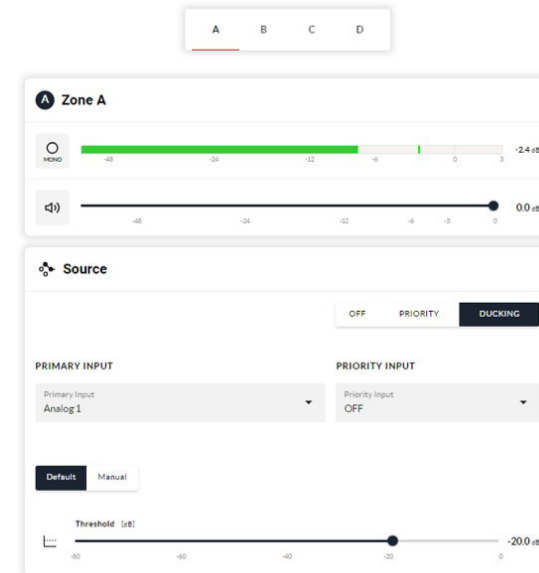 A B C D
A Zone A
MONO
-48 -24 -12 -6 0 3
-2.4 dB
0.0 dB
-48 -24 -12 -6 -3 0
Source
OFF PRIORITY DUCKING
PRIMARY INPUT PRIORITY INPUT
Primary Input Priority Input
Analog 1 OFF
Default Manual
Threshold [dB]
-20.0 dB
-80 -60 -40 -20 0